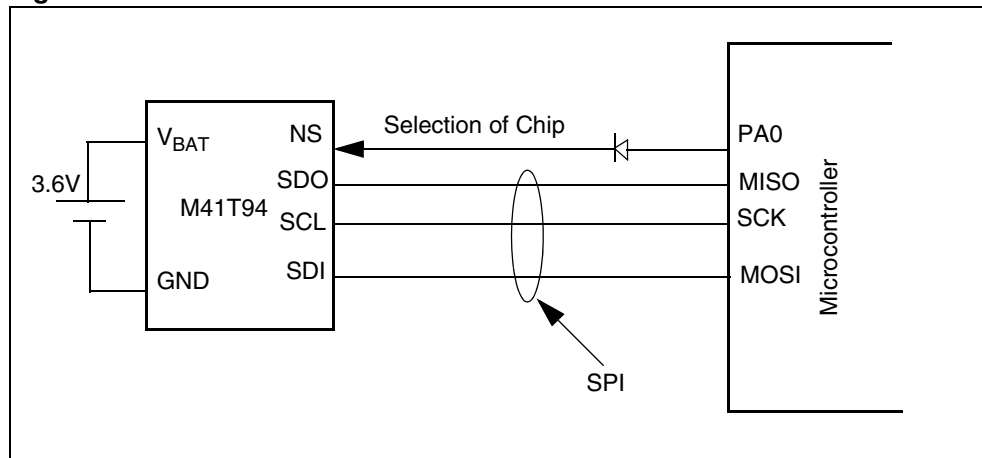 V_BAT
NS
Selection of Chip
PA0
3.6V
SDO
MISO
M41T94
SCL
SCK
GND
SDI
MOSI
Microcontroller
SPI